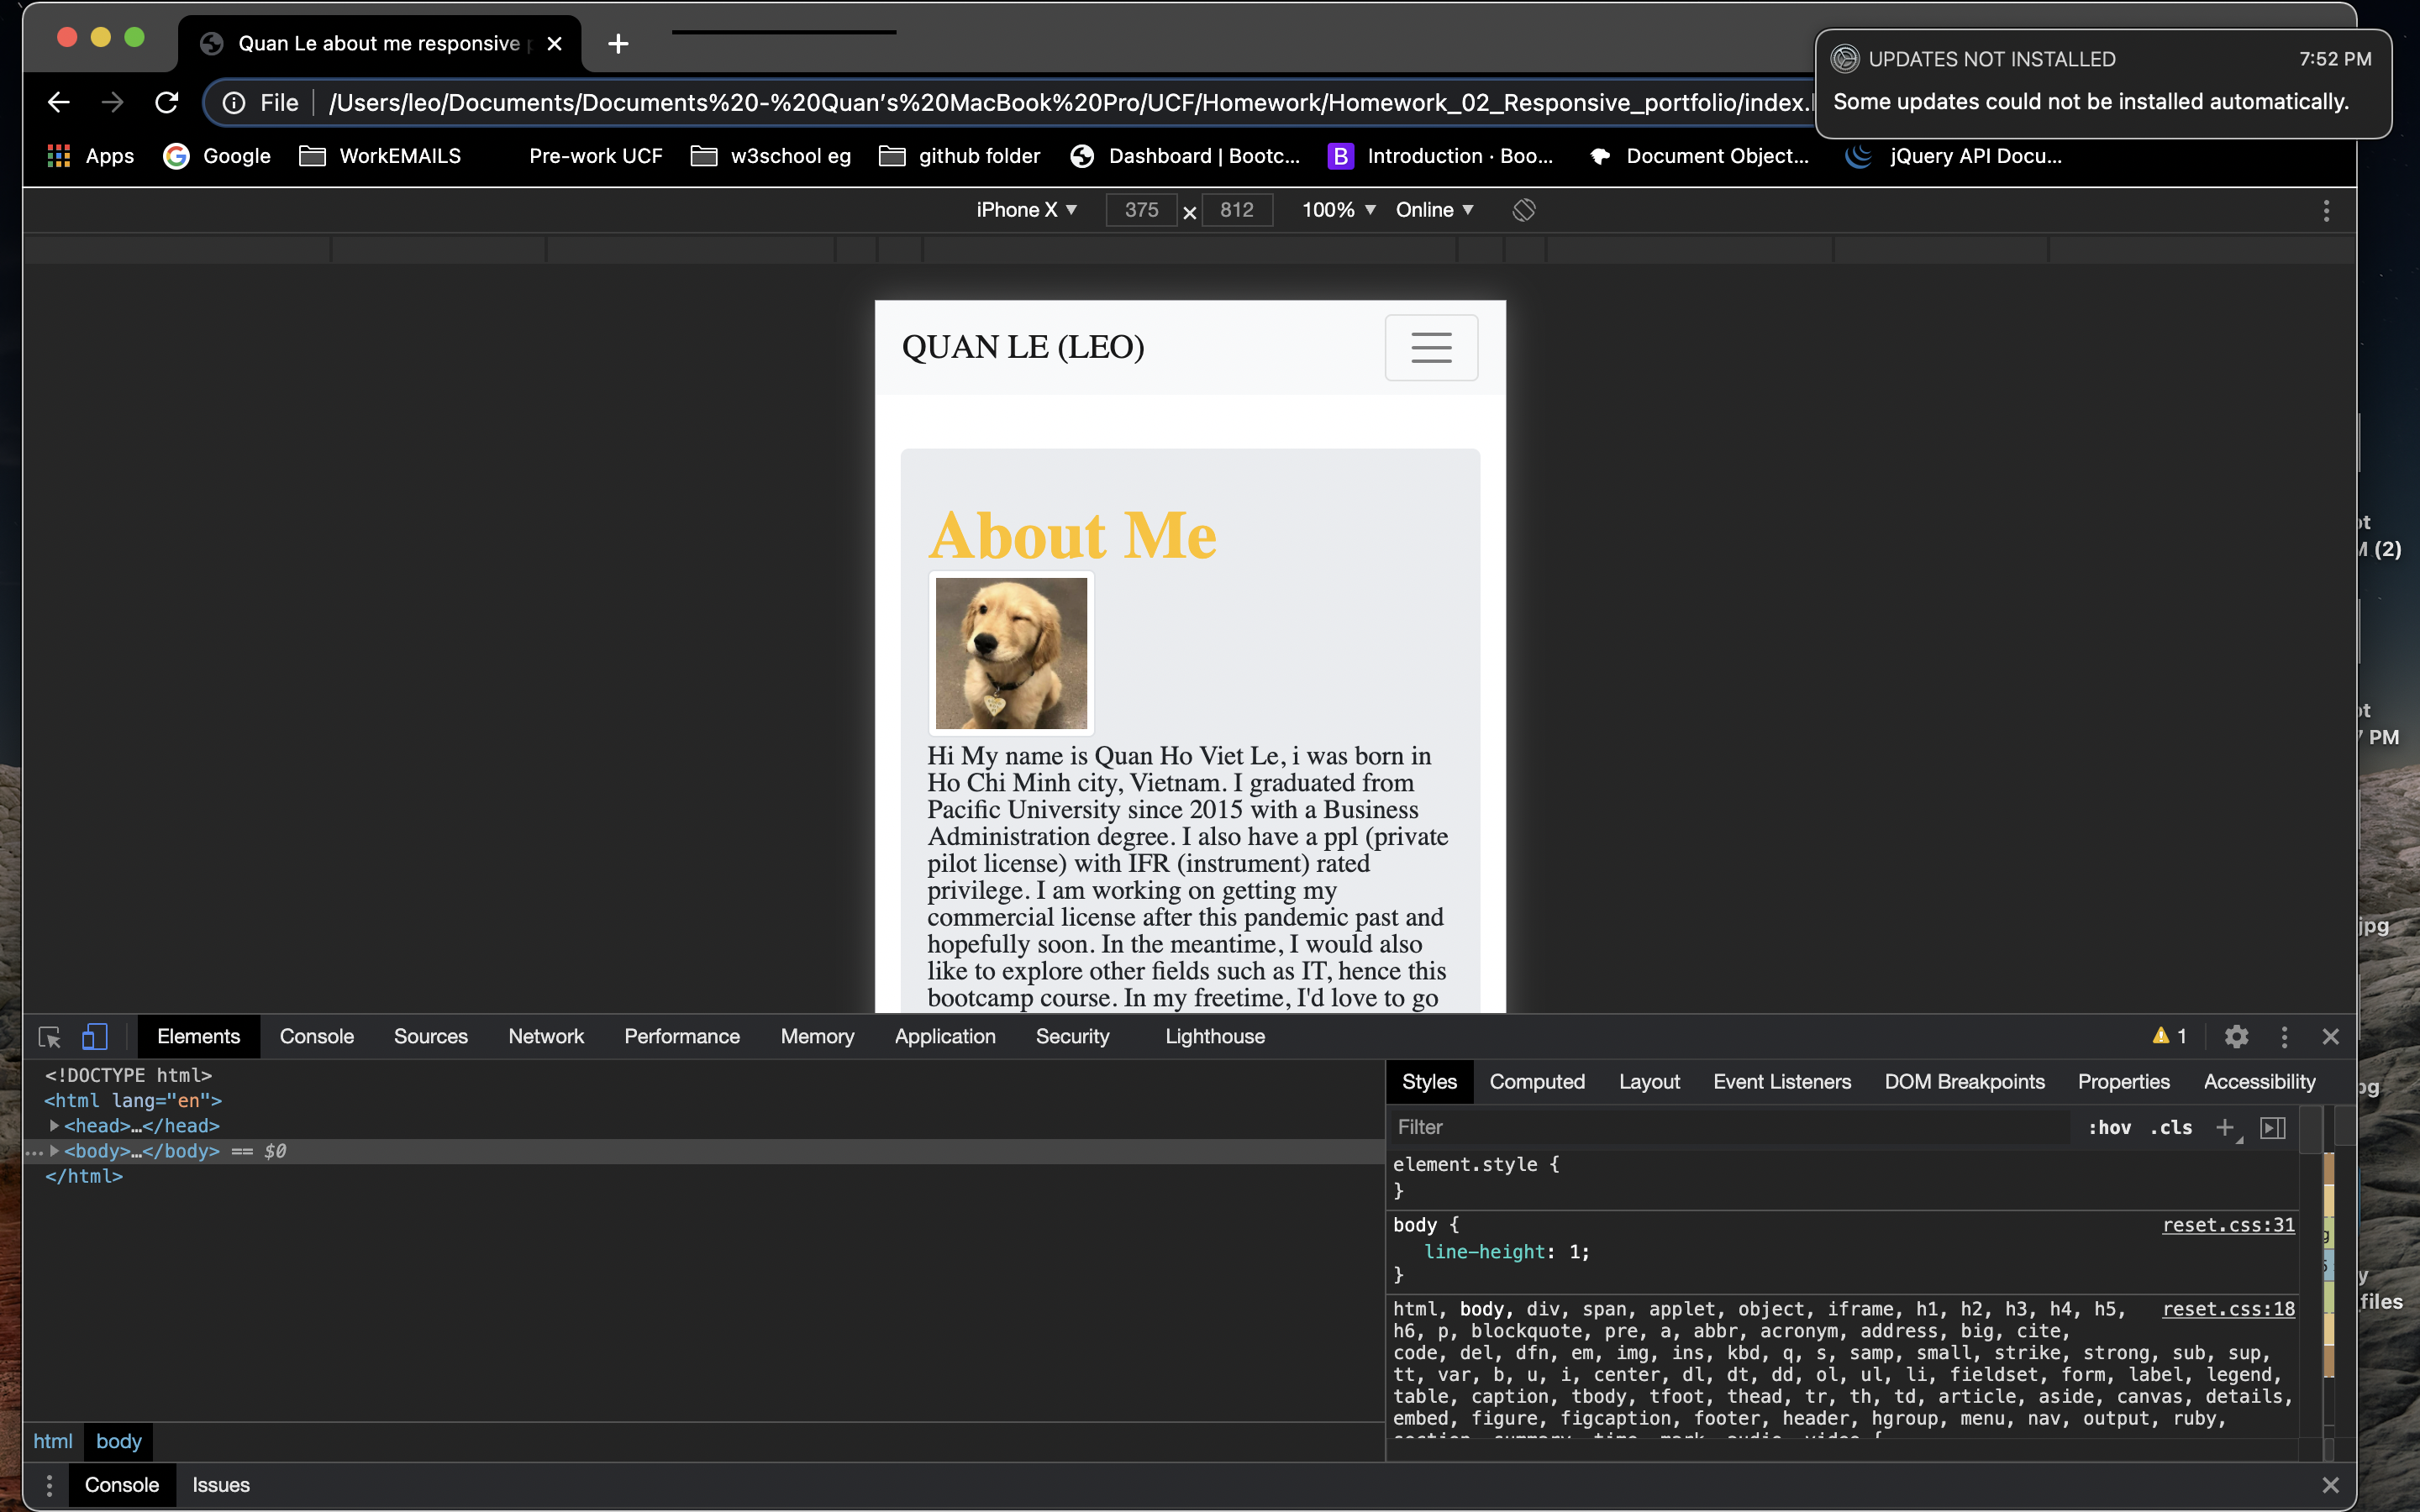 Quan Le about me responsive
UPDATES NOT INSTALLED 7:52 PM
Some updates could not be installed automatically.
File /Users/leo/Documents/Documents%20-%20Quan’s%20MacBook%20Pro/UCF/Homework/Homework_02_Responsive_portfolio/index.
Apps Google WorkEMAILS Pre-work UCF w3school eg github folder Dashboard | Bootc... Introduction · Boo... Document Object... jQuery API Docu...
iPhone X 375 × 812 100% Online
QUAN LE (LEO)
About Me
Hi My name is Quan Ho Viet Le, i was born in
Ho Chi Minh city, Vietnam. I graduated from
Pacific University since 2015 with a Business
Administration degree. I also have a ppl (private
pilot license) with IFR (instrument) rated
privilege. I am working on getting my
commercial license after this pandemic past and
hopefully soon. In the meantime, I would also
like to explore other fields such as IT, hence this
bootcamp course. In my freetime, I'd love to go
Elements Console Sources Network Performance Memory Application Security Lighthouse 1
<!DOCTYPE html>
<html lang="en">
<head>…</head>
<body>…</body> == $0
</html>
html body
Console Issues
Styles Computed Layout Event Listeners DOM Breakpoints Properties Accessibility
Filter :hov .cls
element.style {
}
body { reset.css:31
line-height: 1;
}
html, body, div, span, applet, object, iframe, h1, h2, h3, h4, h5, reset.css:18
h6, p, blockquote, pre, a, abbr, acronym, address, big, cite,
code, del, dfn, em, img, ins, kbd, q, s, samp, small, strike, strong, sub, sup,
tt, var, b, u, i, center, dl, dt, dd, ol, ul, li, fieldset, form, label, legend,
table, caption, tbody, tfoot, thead, tr, th, td, article, aside, canvas, details,
embed, figure, figcaption, footer, header, hgroup, menu, nav, output, ruby,
section, summary, time, mark, audio, video {
(2)
PM
jpg
files